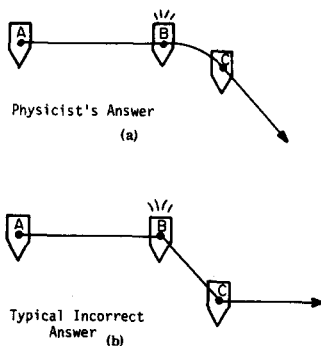 A B C
Physicist's Answer
(a)
A B
C
Typical Incorrect
Answer (b)